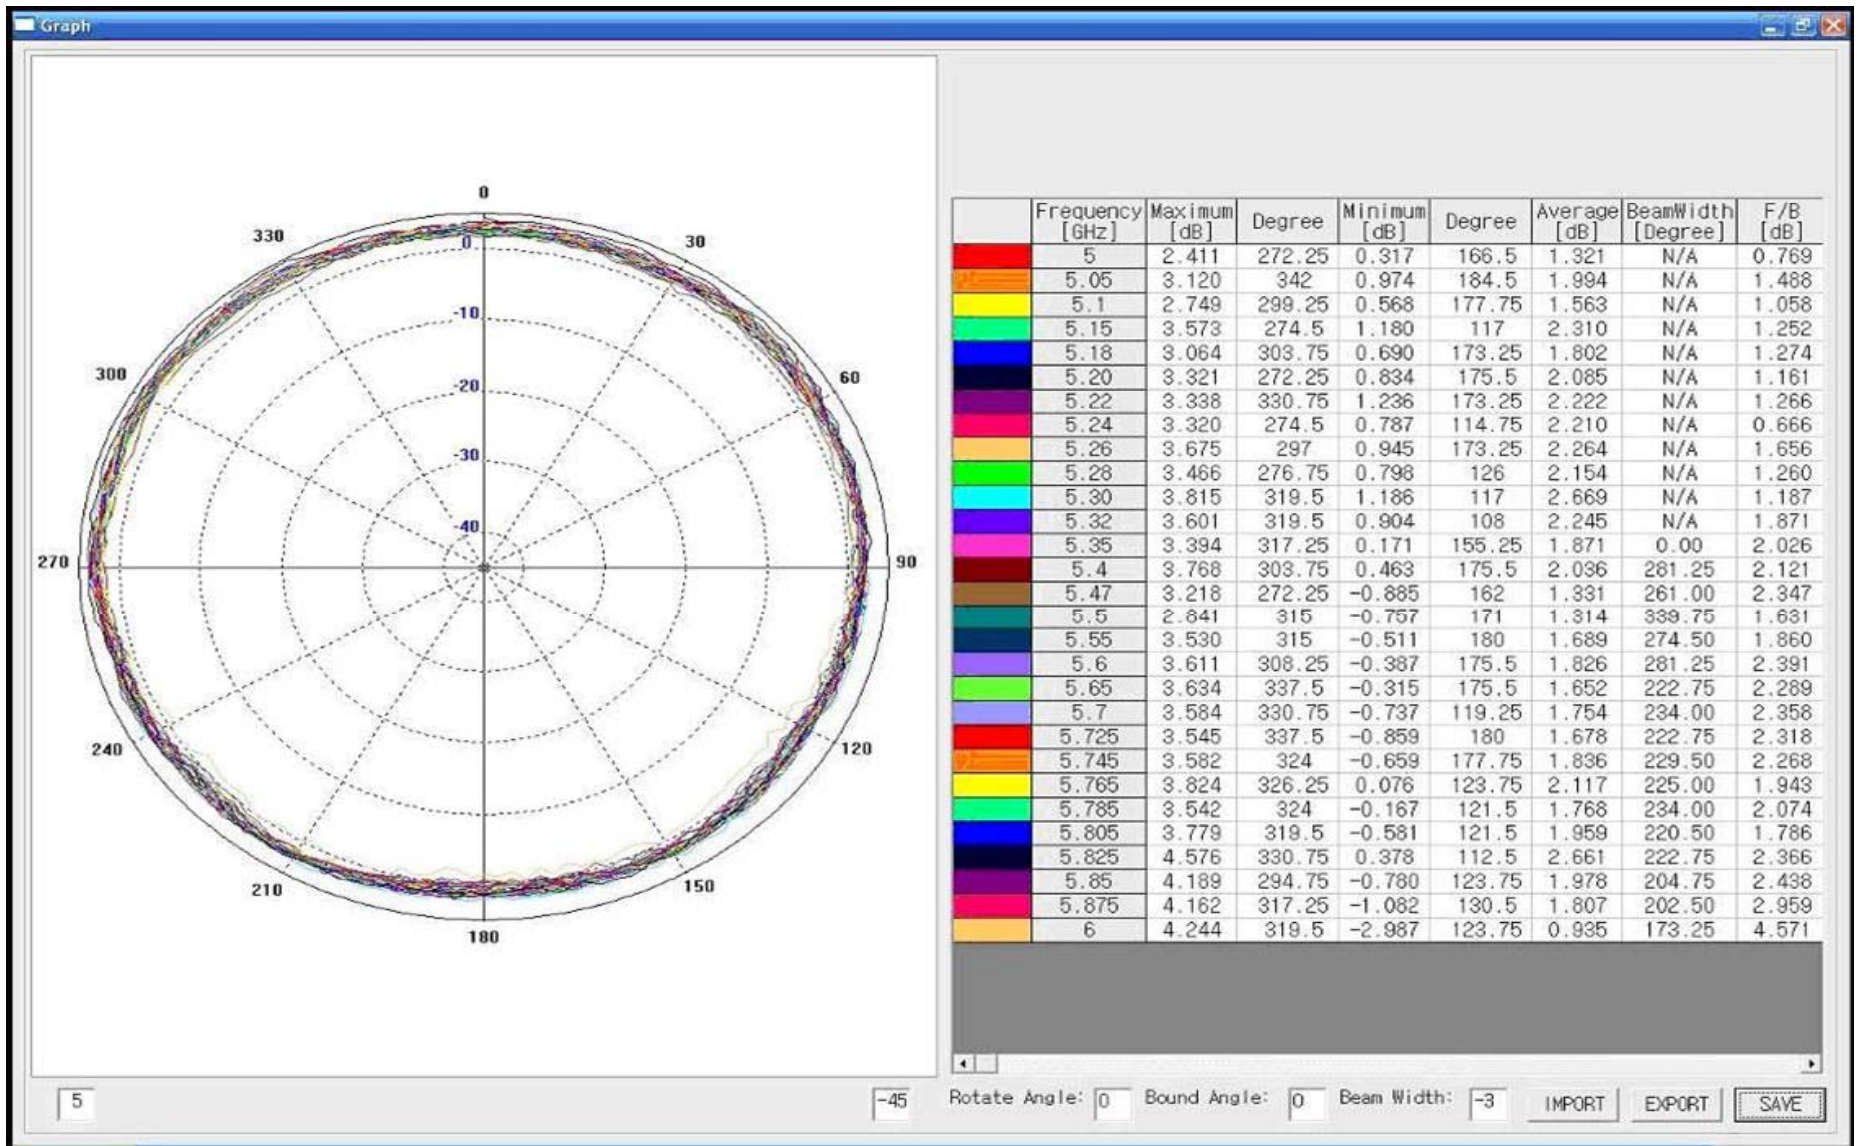 Graph
0
330
30
0
-10
300
60
-20
-30
-40
270
90
240
120
210
150
180
Frequency [GHz] Maximum [dB] Degree Minimum [dB] Degree Average [dB] BeamWidth [Degree] F/B [dB]
5 2.411 272.25 0.317 166.5 1.321 N/A 0.769
5.05 3.120 342 0.974 184.5 1.994 N/A 1.488
5.1 2.749 299.25 0.568 177.75 1.563 N/A 1.058
5.15 3.573 274.5 1.180 117 2.310 N/A 1.252
5.18 3.064 303.75 0.690 173.25 1.802 N/A 1.274
5.20 3.321 272.25 0.834 175.5 2.085 N/A 1.161
5.22 3.338 330.75 1.236 173.25 2.222 N/A 1.266
5.24 3.320 274.5 0.787 114.75 2.210 N/A 0.666
5.26 3.675 297 0.945 173.25 2.264 N/A 1.656
5.28 3.466 276.75 0.798 126 2.154 N/A 1.260
5.30 3.815 319.5 1.186 117 2.669 N/A 1.187
5.32 3.601 319.5 0.904 108 2.245 N/A 1.871
5.35 3.394 317.25 0.171 155.25 1.871 0.00 2.026
5.4 3.768 303.75 0.463 175.5 2.036 281.25 2.121
5.47 3.218 272.25 -0.885 162 1.331 261.00 2.347
5.5 2.841 315 -0.757 171 1.314 339.75 1.631
5.55 3.530 315 -0.511 180 1.689 274.50 1.860
5.6 3.611 308.25 -0.387 175.5 1.826 281.25 2.391
5.65 3.634 337.5 -0.315 175.5 1.652 222.75 2.289
5.7 3.584 330.75 -0.737 119.25 1.754 234.00 2.358
5.725 3.545 337.5 -0.859 180 1.678 222.75 2.318
5.745 3.582 324 -0.659 177.75 1.836 229.50 2.268
5.765 3.824 326.25 0.076 123.75 2.117 225.00 1.943
5.785 3.542 324 -0.167 121.5 1.768 234.00 2.074
5.805 3.779 319.5 -0.581 121.5 1.959 220.50 1.786
5.825 4.576 330.75 0.378 112.5 2.661 222.75 2.366
5.85 4.189 294.75 -0.780 123.75 1.978 204.75 2.438
5.875 4.162 317.25 -1.082 130.5 1.807 202.50 2.959
6 4.244 319.5 -2.987 123.75 0.935 173.25 4.571
5 -45 Rotate Angle: 0 Bound Angle: 0 Beam Width: -3 IMPORT EXPORT SAVE